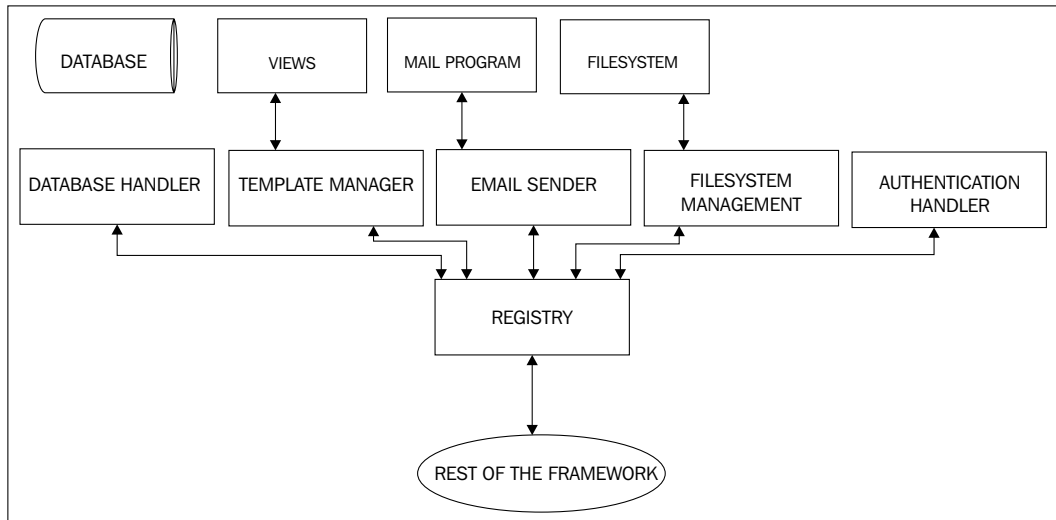 DATABASE
VIEWS
MAIL PROGRAM
FILESYSTEM
DATABASE HANDLER
TEMPLATE MANAGER
EMAIL SENDER
FILESYSTEM
MANAGEMENT
AUTHENTICATION
HANDLER
REGISTRY
REST OF THE FRAMEWORK